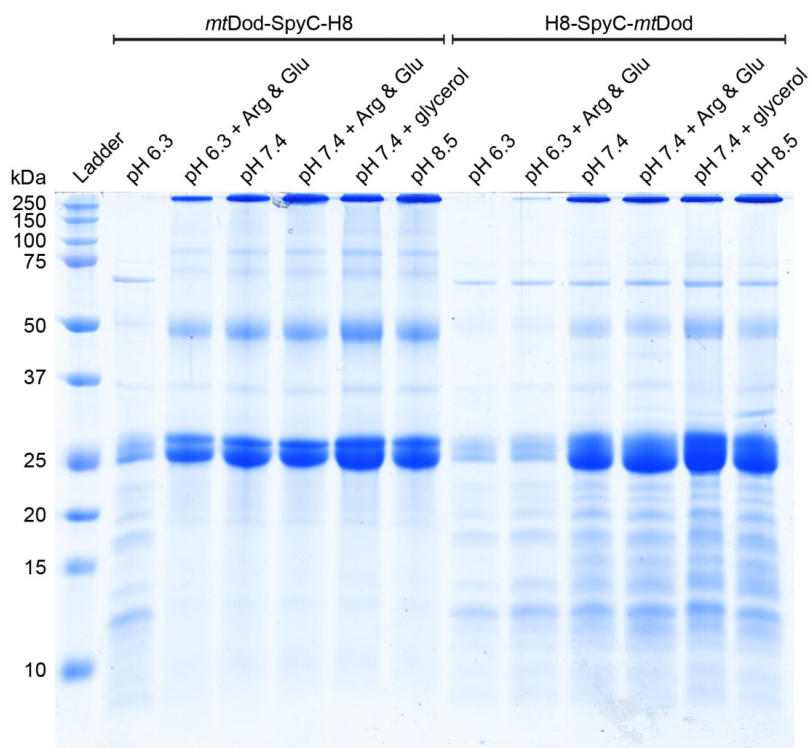 mtDod-SpyC-H8
H8-SpyC-mtDod
Ladder
pH 6.3
pH 6.3 + Arg & Glu
pH 7.4
pH 7.4 + Arg & Glu
pH 7.4 + glycerol
pH 8.5
pH 6.3
pH 6.3 + Arg & Glu
pH 7.4
pH 7.4 + Arg & Glu
pH 7.4 + glycerol
pH 8.5
kDa
250
150
100
75
50
37
25
20
15
10